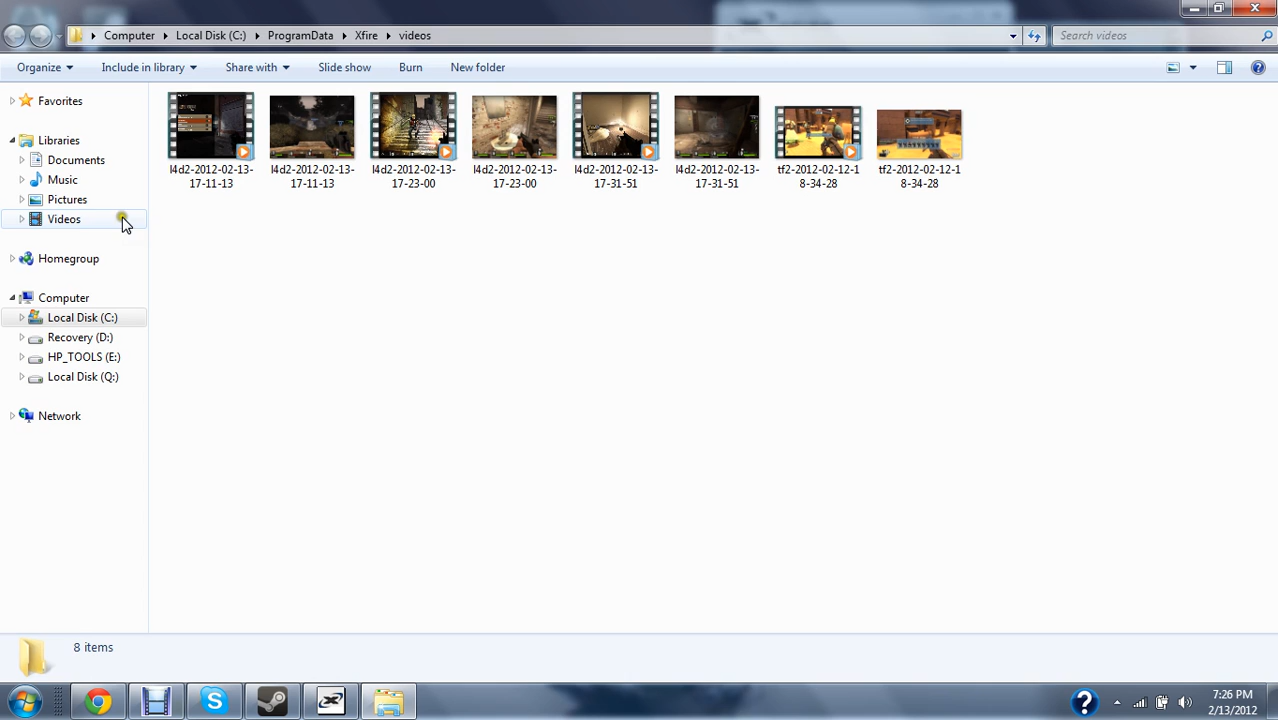 Computer Local Disk (C:) ProgramData Xfire videos
Search videos
Organize Include in library Share with Slide show Burn New folder
Favorites
Libraries
Documents
Music
Pictures
Videos
Homegroup
Computer
Local Disk (C:)
Recovery (D:)
HP_TOOLS (E:)
Local Disk (Q:)
Network
l4d2-2012-02-13-
17-11-13
l4d2-2012-02-13-
17-11-13
l4d2-2012-02-13-
17-23-00
l4d2-2012-02-13-
17-23-00
l4d2-2012-02-13-
17-31-51
l4d2-2012-02-13-
17-31-51
tf2-2012-02-12-1
8-34-28
tf2-2012-02-12-1
8-34-28
8 items
7:26 PM
2/13/2012